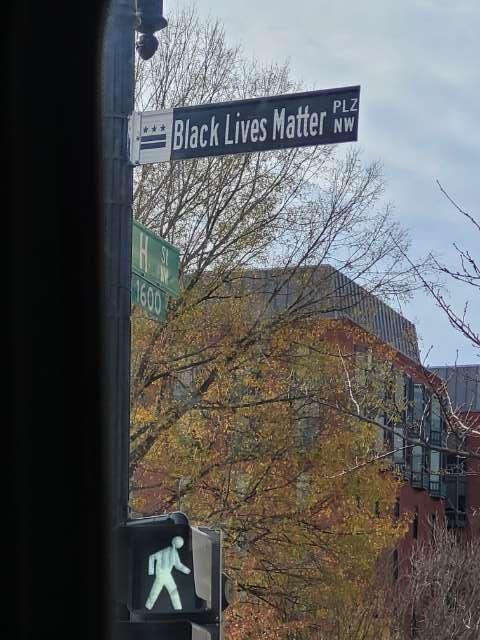 Black Lives Matter PLZ NW
H ST NW
1600